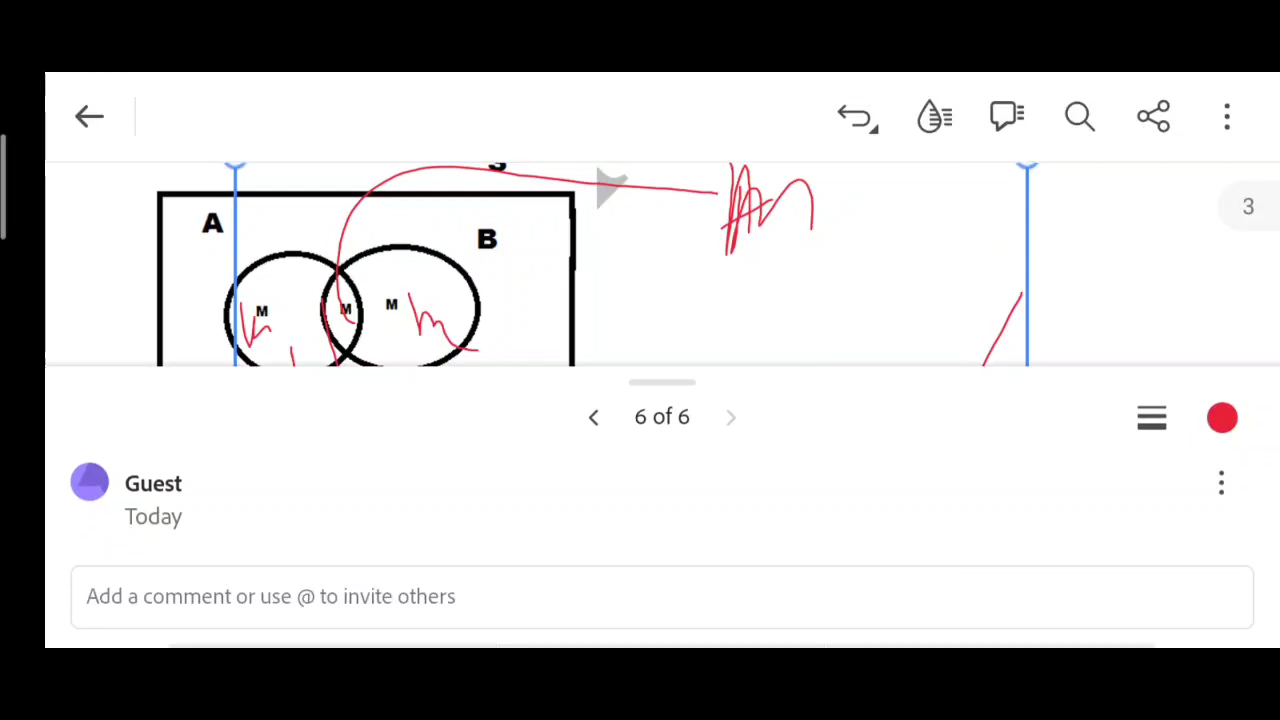 3
A
B
M M M
m
6 of 6
Guest
Today
Add a comment or use @ to invite others